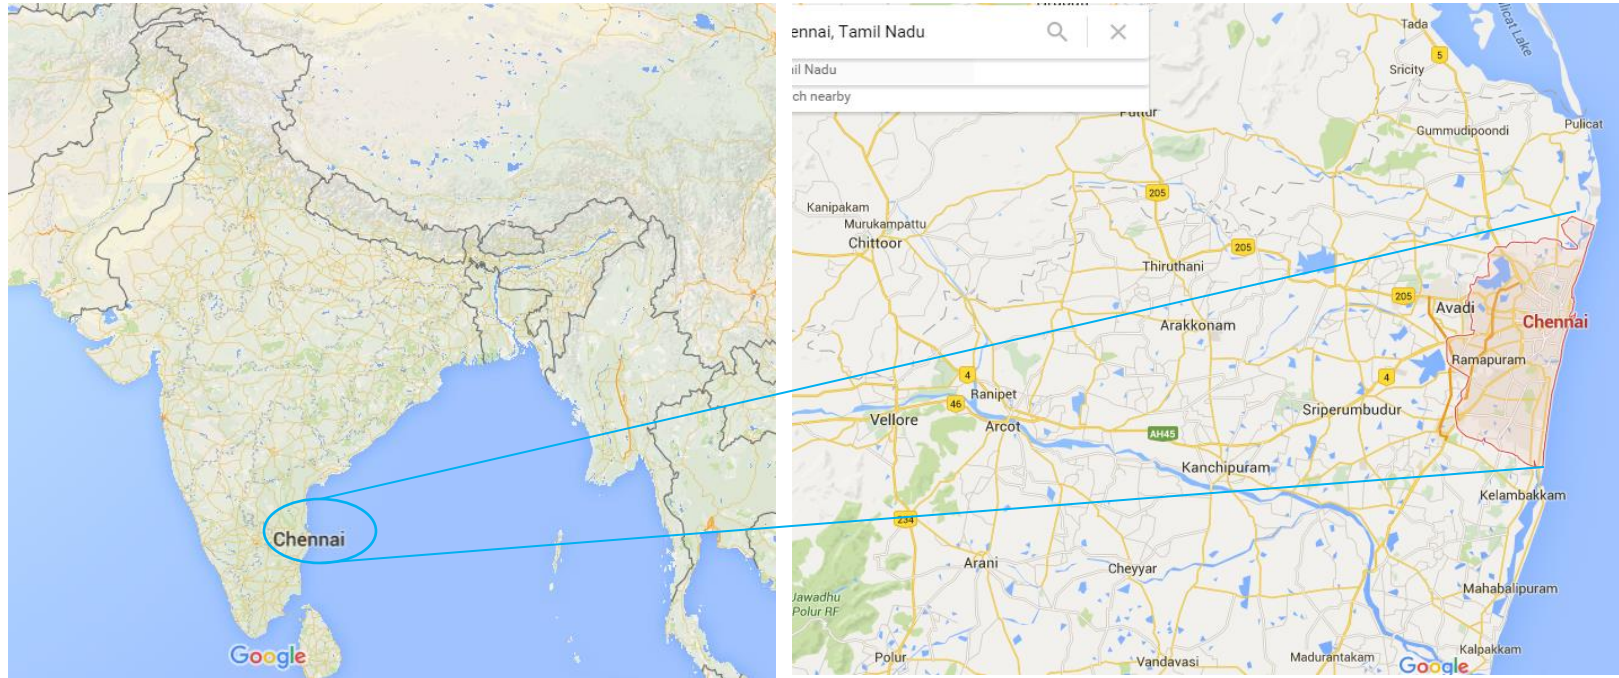 Chennai
Google
ennai, Tamil Nadu
il Nadu
ch nearby
Tada
Pulicat Lake
5
Sricity
Puttur
Gummudipoondi
Pulicat
205
Kanipakam
Murukampattu
Chittoor
205
Thiruthani
205
Avadi
Chennai
Arakkonam
Ramapuram
4
4
Ranipet
46
Sriperumbudur
Vellore
Arcot
AH45
Kanchipuram
Kelambakkam
234
Arani
Cheyyar
Mahabalipuram
Jawadhu
Polur RF
Polur
Vandavasi
Madurantakam
Kalpakkam
Google